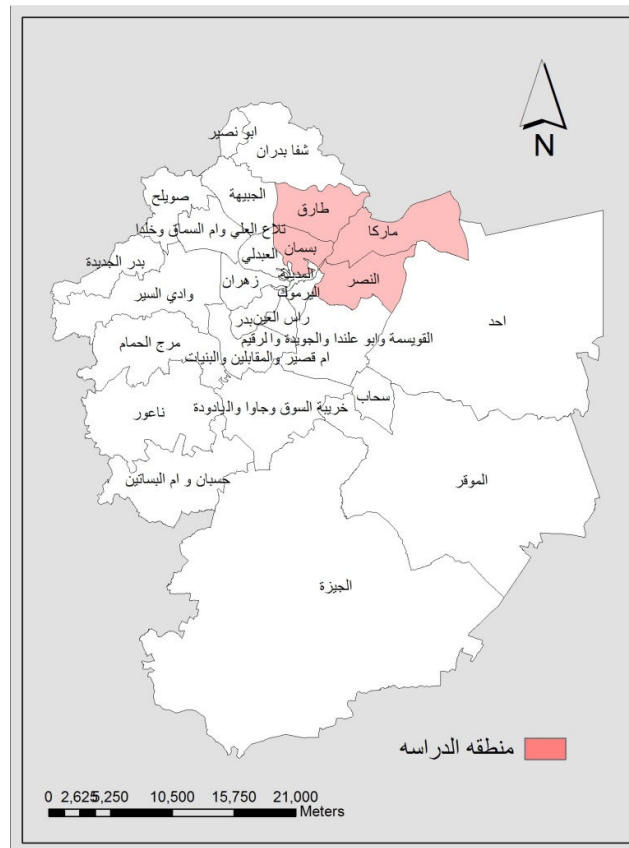 ابو نصير
شفا بدران
N
الجبيهة
صويلح
طارق
ماركا
تلاع العلي وام السماق وخلدا
بسمان
العبدلي
بدر الجديدة
المدينة
النصر
زهران
اليرموك
وادي السير
راس العين
بدر
احد
القويسمة وابو علندا والجويدة والرقيم
مرج الحمام
ام قصير والمقابلين والبنيات
سحاب
خريبة السوق وجاوا واليادودة
ناعور
حسبان و ام البساتين
الموقر
الجيزة
منطقه الدراسه
0 2,625 5,250 10,500 15,750 21,000
Meters